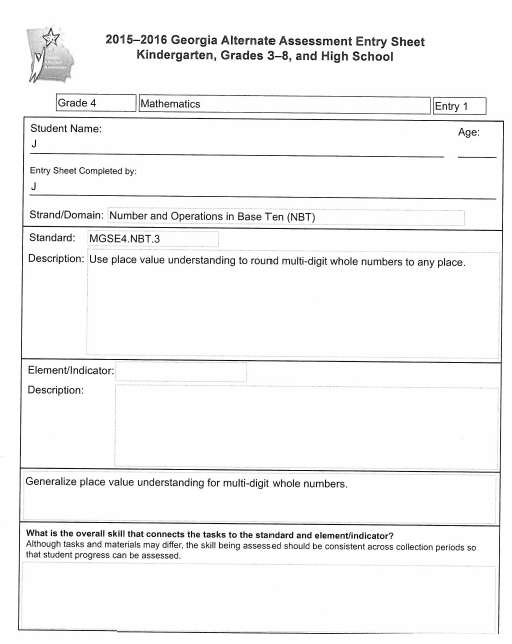 2015–2016 Georgia Alternate Assessment Entry Sheet
Kindergarten, Grades 3–8, and High School
Grade 4
Mathematics
Entry 1
Student Name:
Age:
J
Entry Sheet Completed by:
J
Strand/Domain: Number and Operations in Base Ten (NBT)
Standard: MGSE4.NBT.3
Description: Use place value understanding to round multi-digit whole numbers to any place.
Element/Indicator:
Description:
Generalize place value understanding for multi-digit whole numbers.
What is the overall skill that connects the tasks to the standard and element/indicator?
Although tasks and materials may differ, the skill being assessed should be consistent across collection periods so
that student progress can be assessed.